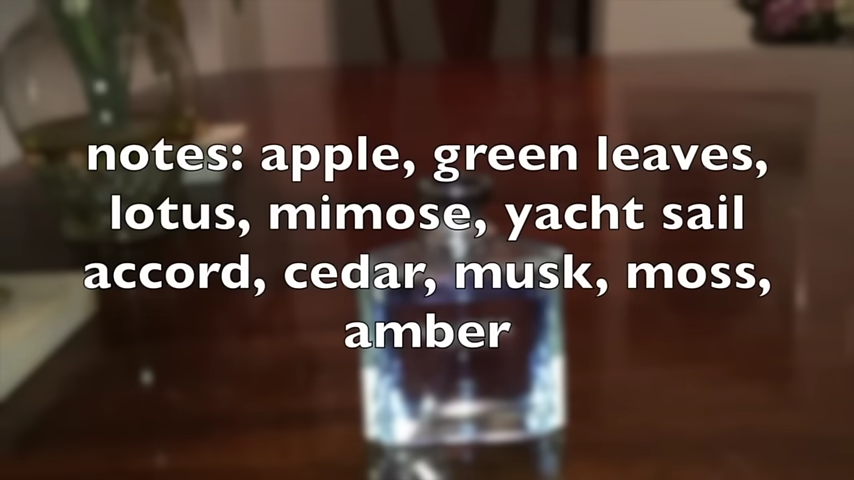 notes: apple, green leaves,
lotus, mimose, yacht sail
accord, cedar, musk, moss,
amber